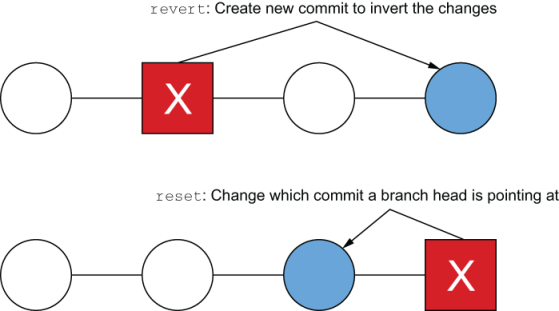 revert: Create new commit to invert the changes
X
reset: Change which commit a branch head is pointing at
X